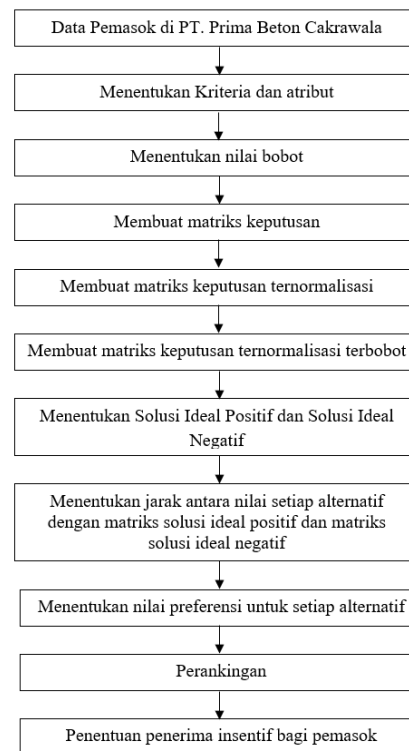 Data Pemasok di PT. Prima Beton Cakrawala
Menentukan Kriteria dan atribut
Menentukan nilai bobot
Membuat matriks keputusan
Membuat matriks keputusan ternormalisasi
Membuat matriks keputusan ternormalisasi terbobot
Menentukan Solusi Ideal Positif dan Solusi Ideal
Negatif
Menentukan jarak antara nilai setiap alternatif
dengan matriks solusi ideal positif dan matriks
solusi ideal negatif
Menentukan nilai preferensi untuk setiap alternatif
Perankingan
Penentuan penerima insentif bagi pemasok